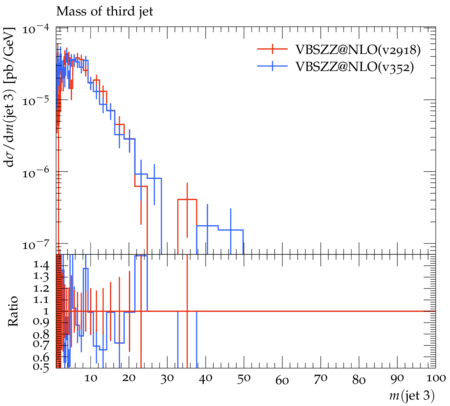 Mass of third jet
VBSZZ@NLO(v2918)
VBSZZ@NLO(v352)
dσ/dm(jet 3) [pb/GeV]
10⁻⁴
10⁻⁵
10⁻⁶
10⁻⁷
Ratio
1.4
1.3
1.2
1.1
1
0.9
0.8
0.7
0.6
0.5
10 20 30 40 50 60 70 80 90 100
m(jet 3)